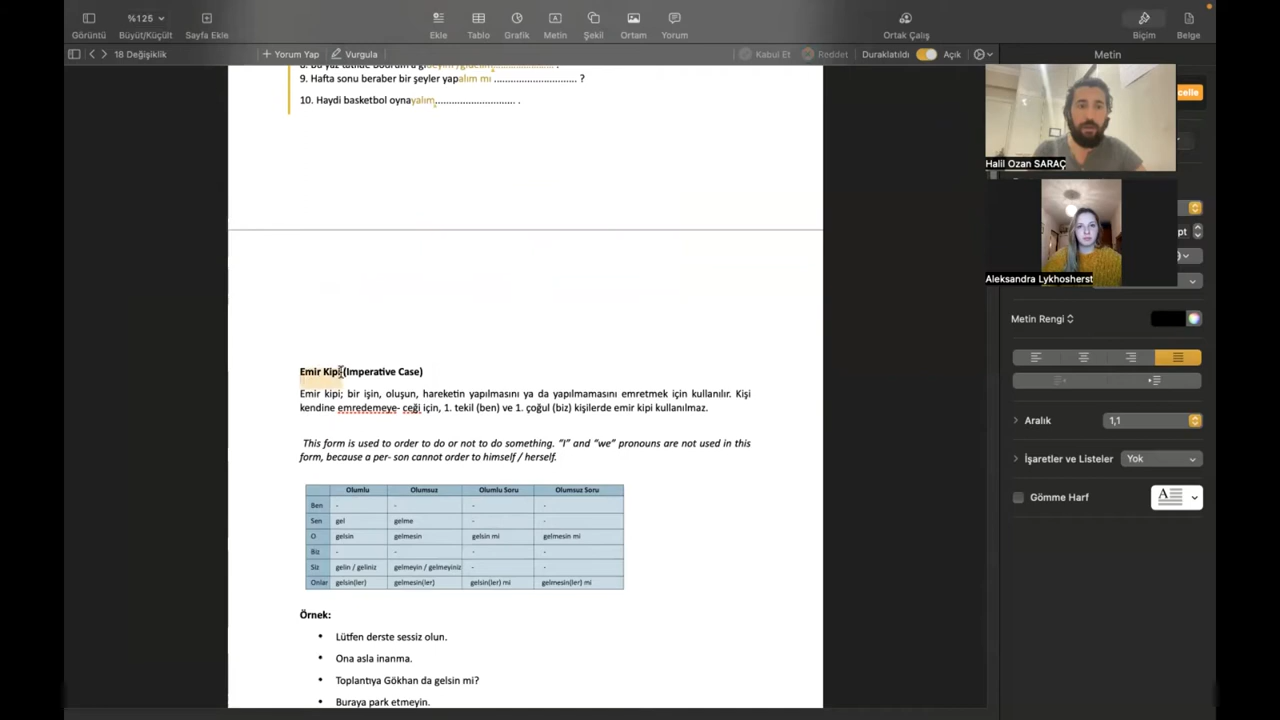 %125
Görüntü
Büyüt/Küçült
Sayfa Ekle
Ekle
Tablo
Grafik
Metin
Şekil
Ortam
Yorum
Ortak Çalış
Biçim
Belge
18 Değişiklik
Yorum Yap
Vurgula
Kabul Et
Reddet
Duraklatıldı
Açık
Metin
9. Hafta sonu beraber bir şeyler yapalım mı ............................ ?
10. Haydi basketbol oynayalım........................... .
celle
Halil Ozan SARAÇ
pt
Aleksandra Lykhosherst
Metin Rengi
Emir Kipi (Imperative Case)
Emir kipi; bir işin, oluşun, hareketin yapılmasını ya da yapılmamasını emretmek için kullanılır. Kişi
kendine emredemeye- ceği için, 1. tekil (ben) ve 1. çoğul (biz) kişilerde emir kipi kullanılmaz.
This form is used to order to do or not to do something. “I” and “we” pronouns are not used in this
form, because a per- son cannot order to himself / herself.
Aralık 1,1
İşaretler ve Listeler Yok
Gömme Harf A
Olumlu Olumsuz Olumlu Soru Olumsuz Soru
Ben - - - -
Sen gel gelme - -
O gelsin gelmesin gelsin mi gelmesin mi
Biz - - - -
Siz gelin / geliniz gelmeyin / gelmeyiniz - -
Onlar gelsin(ler) gelmesin(ler) gelsin(ler) mi gelmesin(ler) mi
Örnek:
• Lütfen derste sessiz olun.
• Ona asla inanma.
• Toplantıya Gökhan da gelsin mi?
• Buraya park etmeyin.